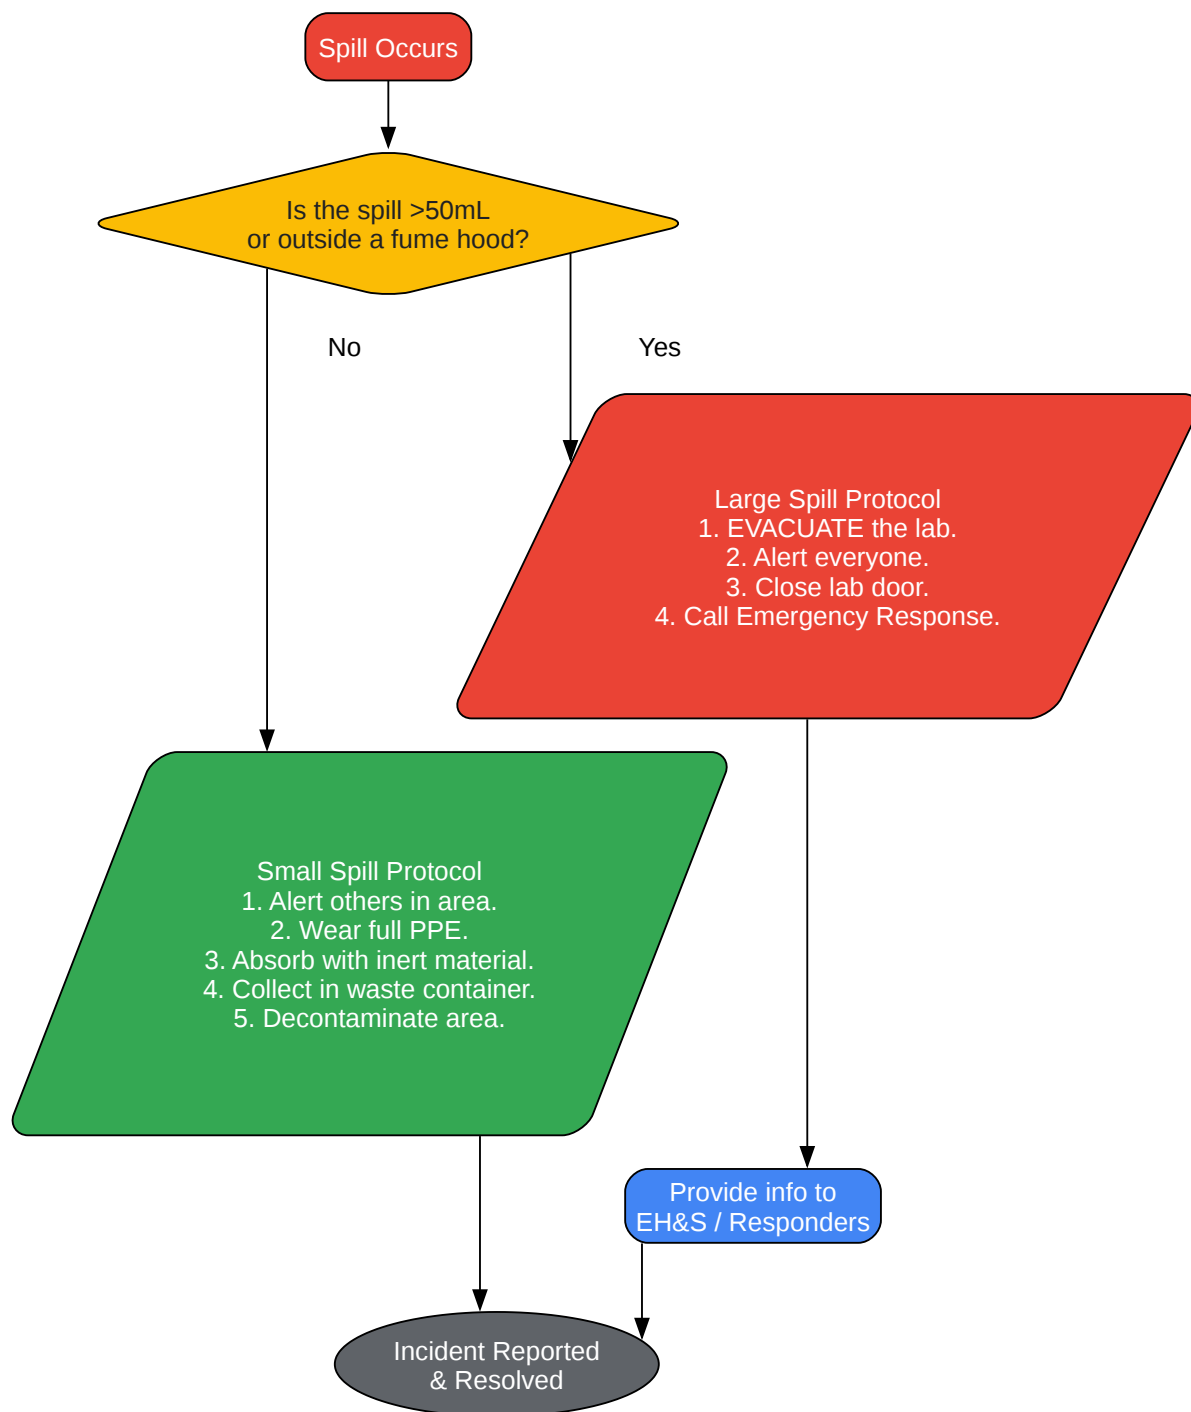 Spill Occurs
Is the spill >50mL
or outside a fume hood?
No
Yes
Large Spill Protocol
1. EVACUATE the lab.
2. Alert everyone.
3. Close lab door.
4. Call Emergency Response.
Small Spill Protocol
1. Alert others in area.
2. Wear full PPE.
3. Absorb with inert material.
4. Collect in waste container.
5. Decontaminate area.
Provide info to
EH&S / Responders
Incident Reported
& Resolved